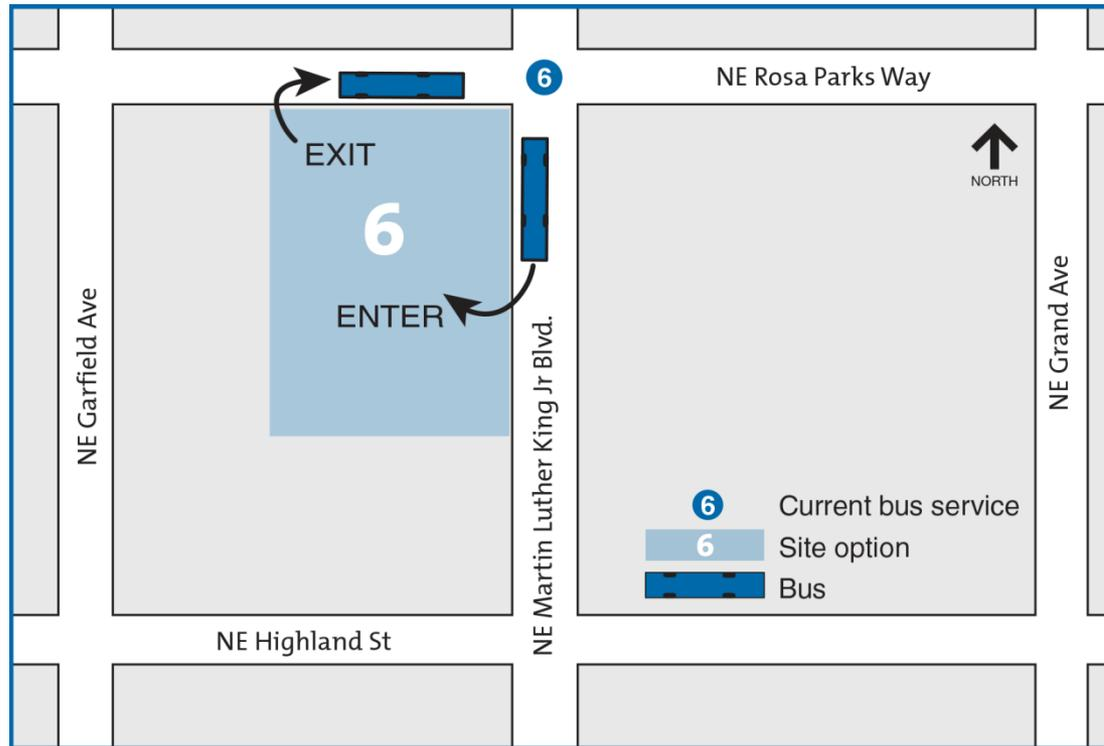 6
NE Rosa Parks Way
EXIT
NORTH
6
ENTER
NE Garfield Ave
NE Martin Luther King Jr Blvd.
NE Grand Ave
6 Current bus service
6 Site option
Bus
NE Highland St